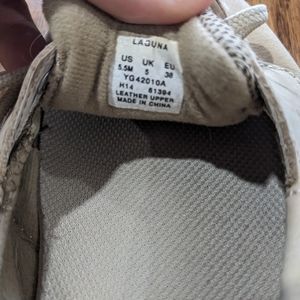 LAGUNA
US UK EU
5.5M 5 38
YG42010A
H14 61394
LEATHER UPPER
MADE IN CHINA